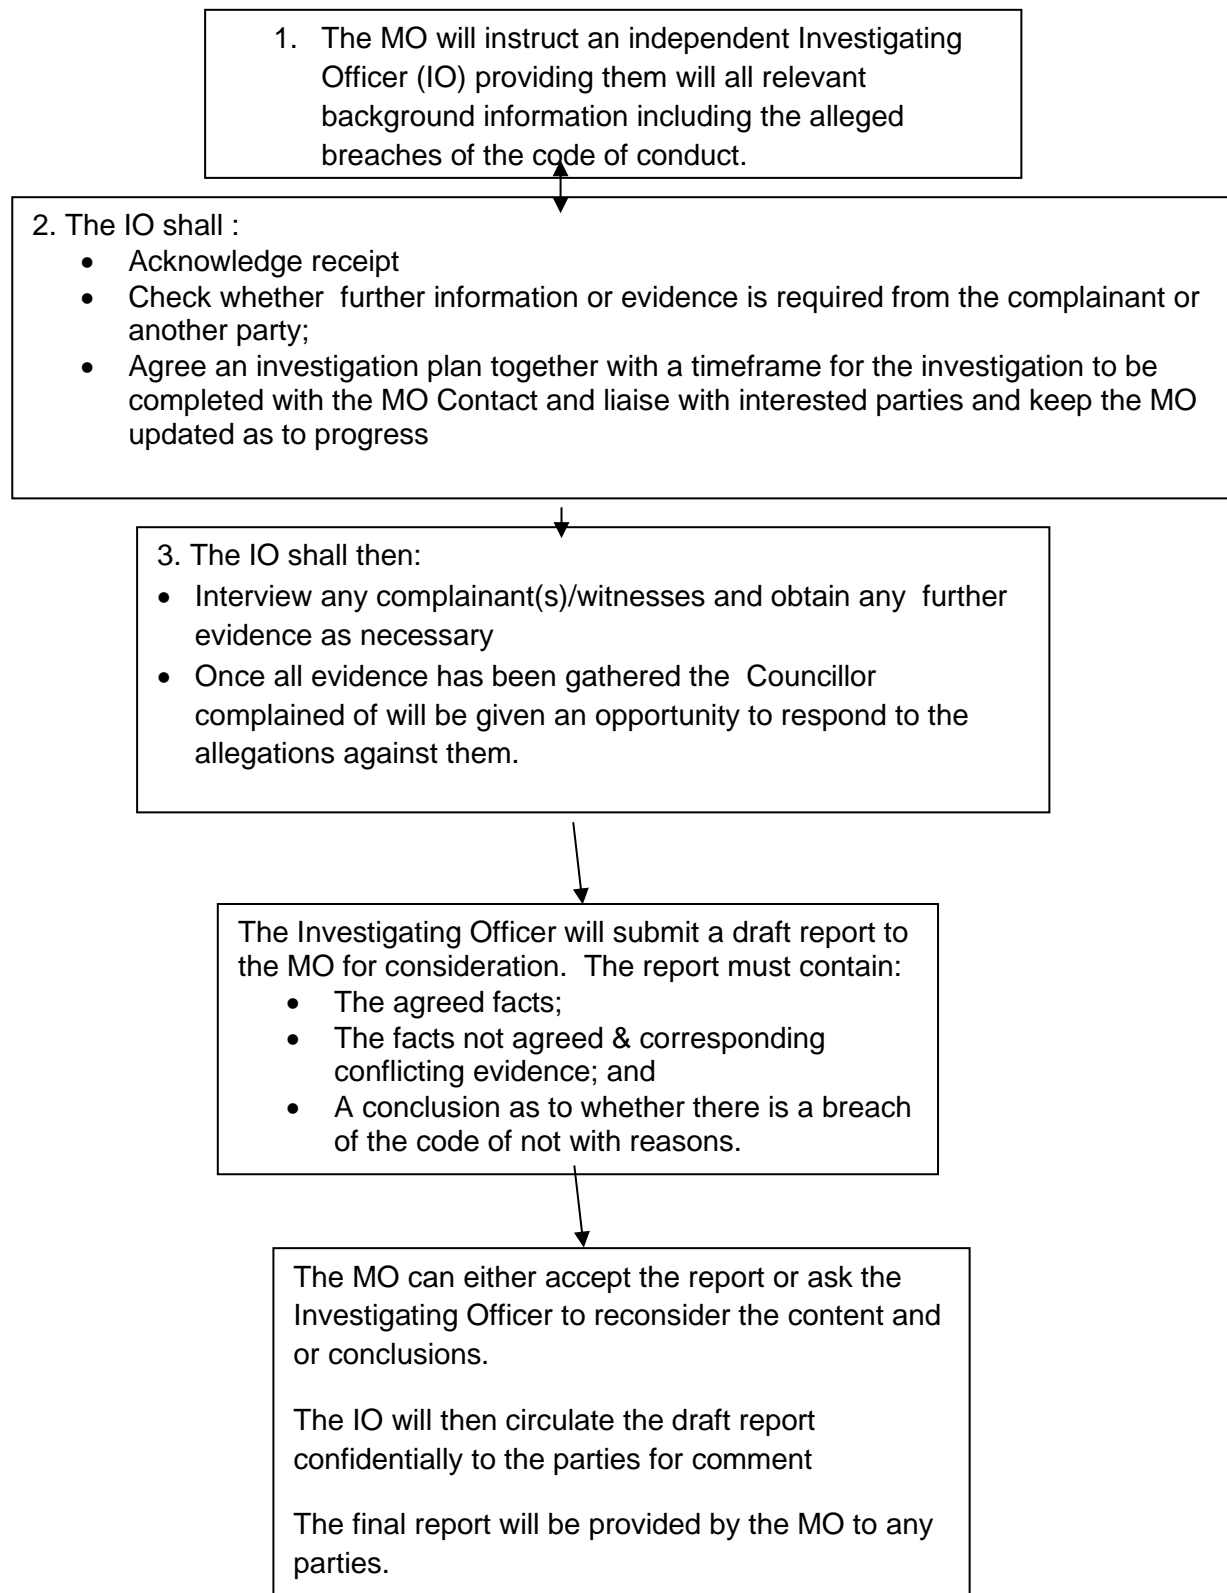 1. The MO will instruct an independent Investigating
Officer (IO) providing them will all relevant
background information including the alleged
breaches of the code of conduct.
2. The IO shall :
• Acknowledge receipt
• Check whether further information or evidence is required from the complainant or
another party;
• Agree an investigation plan together with a timeframe for the investigation to be
completed with the MO Contact and liaise with interested parties and keep the MO
updated as to progress
3. The IO shall then:
• Interview any complainant(s)/witnesses and obtain any further
evidence as necessary
• Once all evidence has been gathered the Councillor
complained of will be given an opportunity to respond to the
allegations against them.
The Investigating Officer will submit a draft report to
the MO for consideration. The report must contain:
• The agreed facts;
• The facts not agreed & corresponding
conflicting evidence; and
• A conclusion as to whether there is a breach
of the code of not with reasons.
The MO can either accept the report or ask the
Investigating Officer to reconsider the content and
or conclusions.
The IO will then circulate the draft report
confidentially to the parties for comment
The final report will be provided by the MO to any
parties.